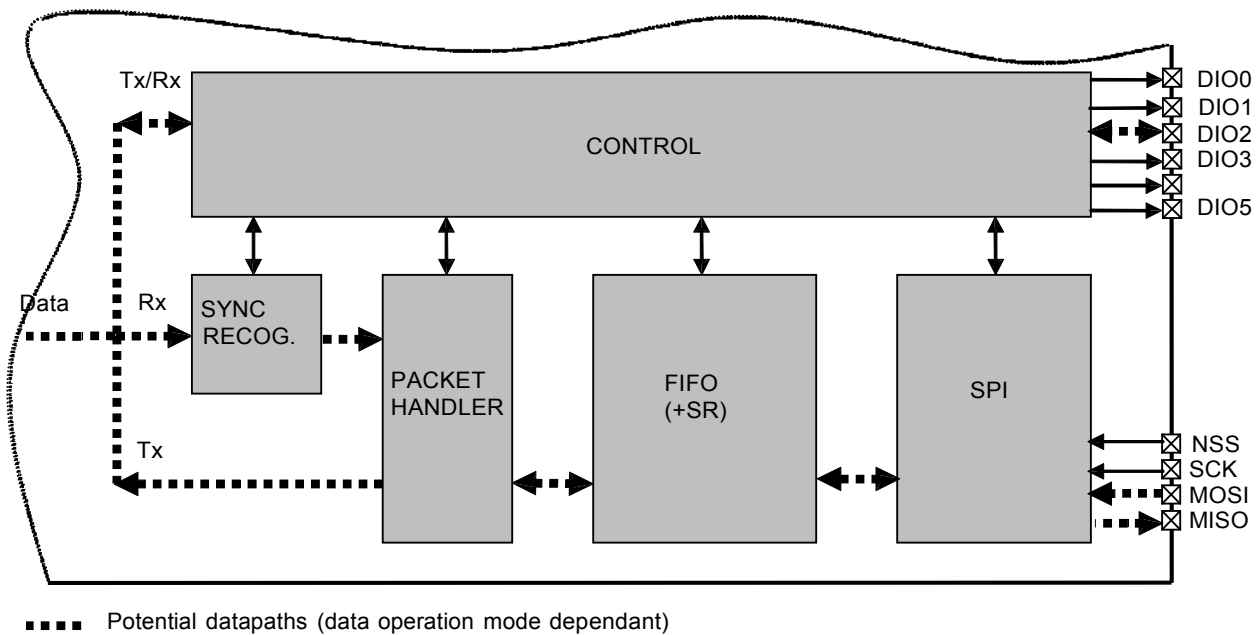 Tx/Rx
CONTROL
DIO0
DIO1
DIO2
DIO3
DIO5
Data
Rx
SYNC
RECOG.
PACKET
HANDLER
FIFO
(+SR)
SPI
Tx
NSS
SCK
MOSI
MISO
Potential datapaths (data operation mode dependant)